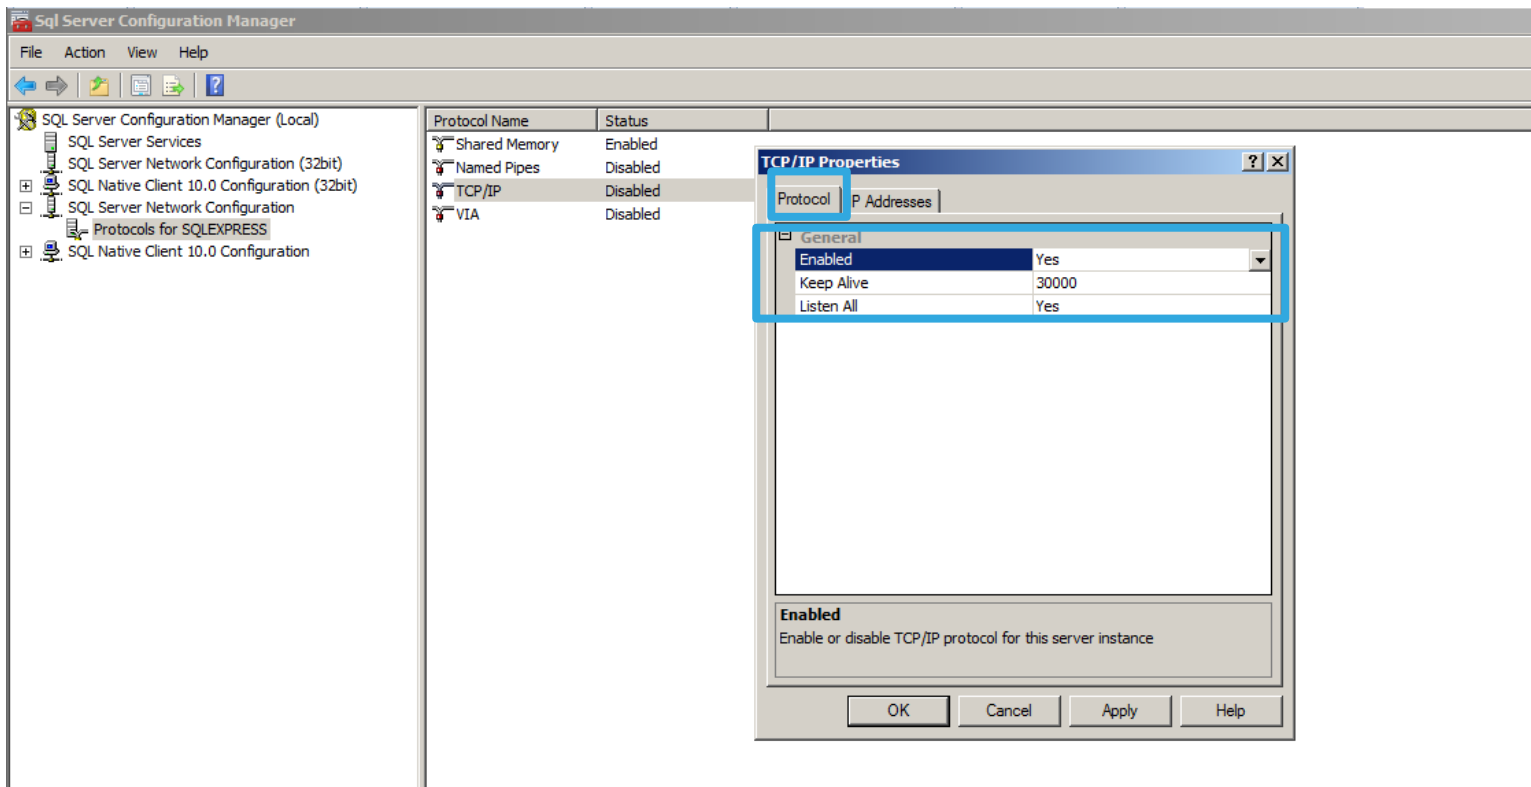 Sql Server Configuration Manager
File Action View Help
SQL Server Configuration Manager (Local)
SQL Server Services
SQL Server Network Configuration (32bit)
SQL Native Client 10.0 Configuration (32bit)
SQL Server Network Configuration
Protocols for SQLEXPRESS
SQL Native Client 10.0 Configuration
Protocol Name Status
Shared Memory Enabled
Named Pipes Disabled
TCP/IP Disabled
VIA Disabled
TCP/IP Properties
Protocol P Addresses
General
Enabled Yes
Keep Alive 30000
Listen All Yes
Enabled
Enable or disable TCP/IP protocol for this server instance
OK Cancel Apply Help